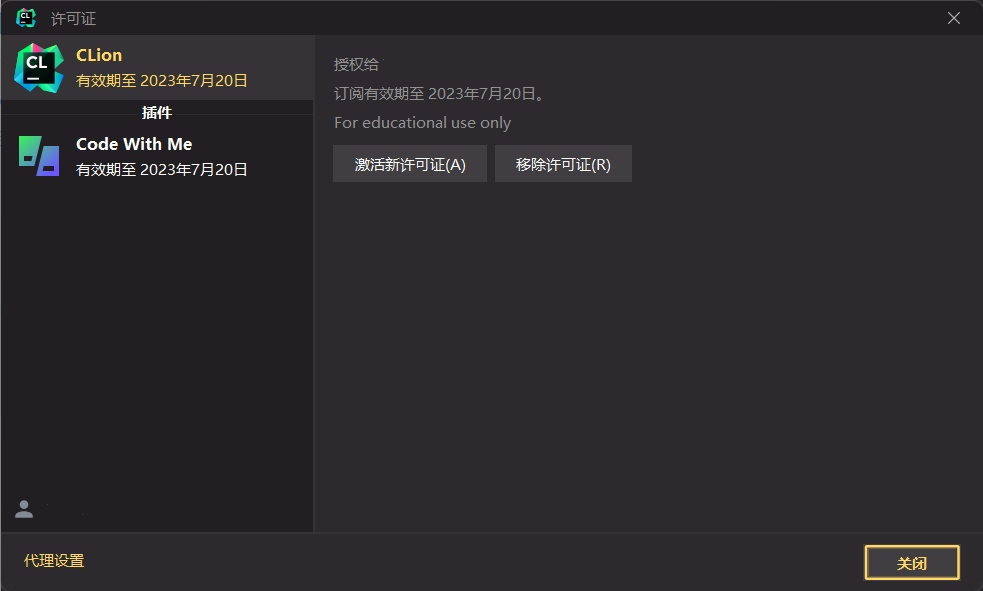 许可证
CL
CLion
有效期至 2023年7月20日
插件
Code With Me
有效期至 2023年7月20日
授权给
订阅有效期至 2023年7月20日。
For educational use only
激活新许可证(A)
移除许可证(R)
代理设置
关闭